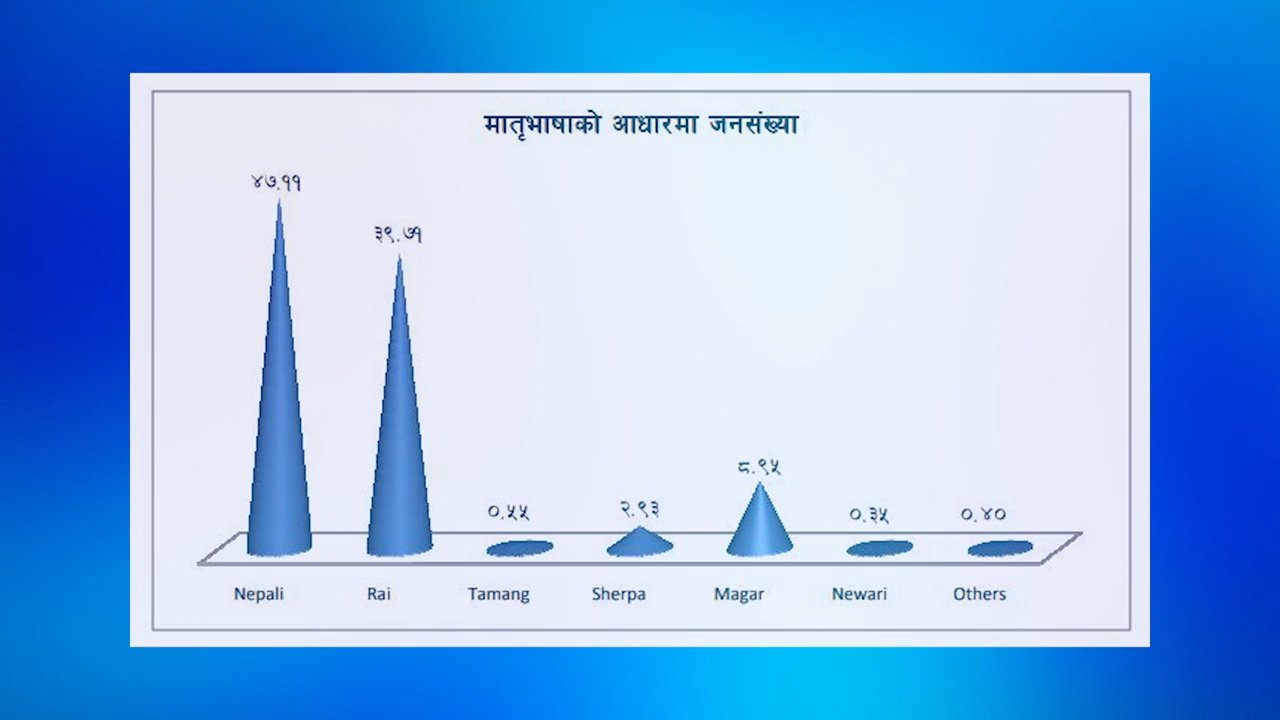 मातृभाषाको आधारमा जनसंख्या
४७.११
३९.७१
०.५५
२.९३
८.९५
०.३५
०.४०
Nepali
Rai
Tamang
Sherpa
Magar
Newari
Others